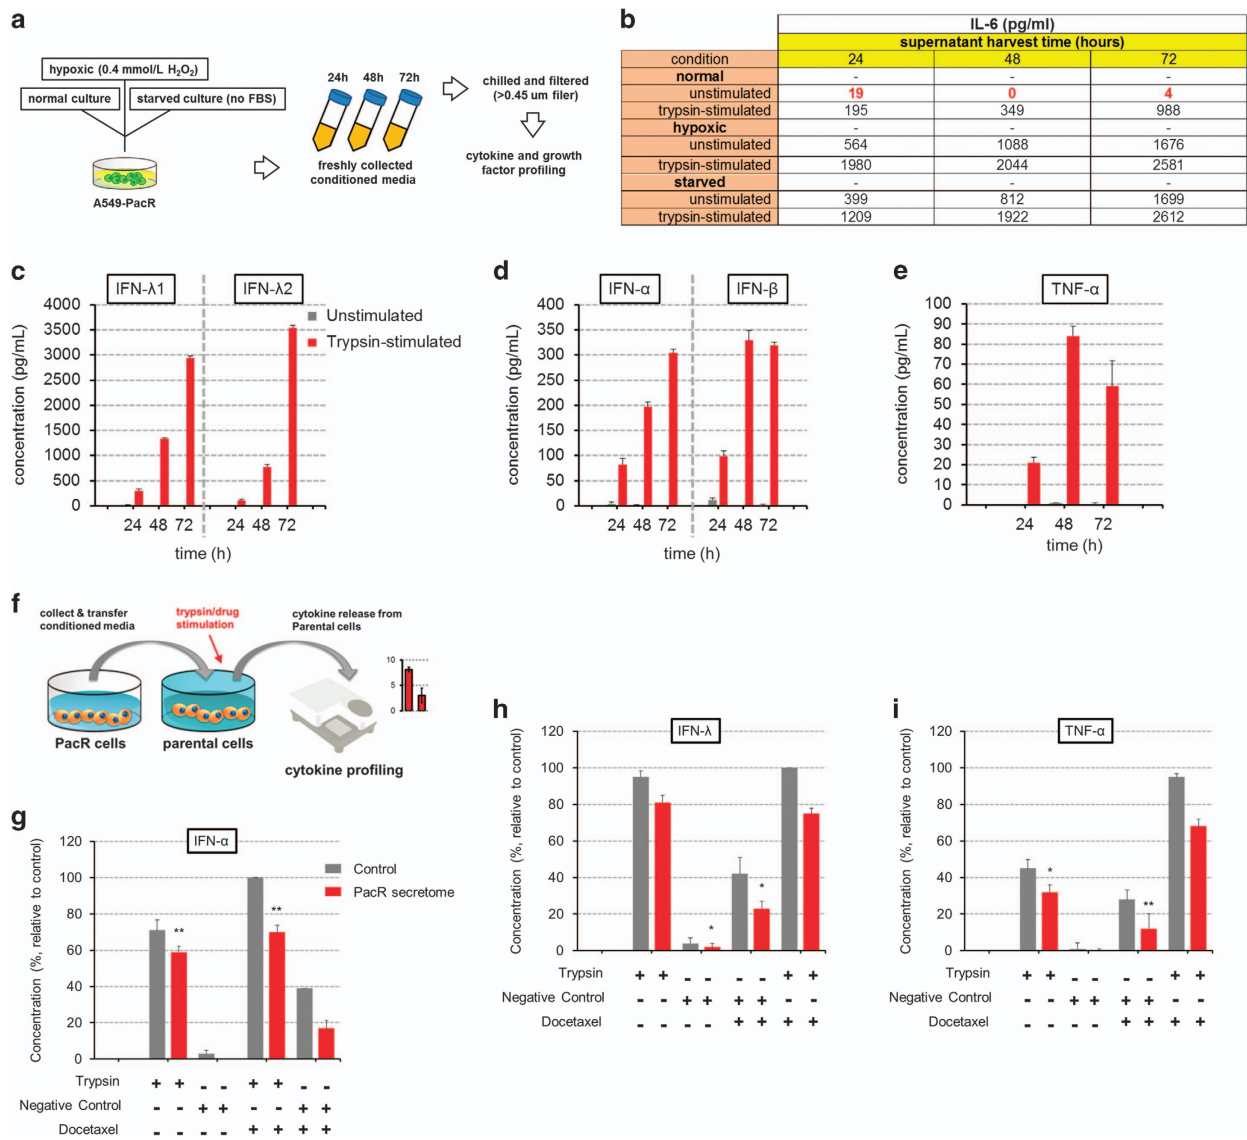 a
hypoxic (0.4 mmol/L H₂O₂)
normal culture
starved culture (no FBS)
A549-PacR
24h 48h 72h
freshly collected
conditioned media
chilled and filtered
(>0.45 um filer)
cytokine and growth
factor profiling
b
IL-6 (pg/ml)
supernatant harvest time (hours)
condition 24 48 72
normal - - -
unstimulated 19 0 4
trypsin-stimulated 195 349 988
hypoxic - - -
unstimulated 564 1088 1676
trypsin-stimulated 1980 2044 2581
starved - - -
unstimulated 399 812 1699
trypsin-stimulated 1209 1922 2612
c
IFN-λ1 IFN-λ2
concentration (pg/mL)
4000
3500
3000
2500
2000
1500
1000
500
0
Unstimulated
Trypsin-stimulated
24 48 72 24 48 72
time (h)
d
IFN-α IFN-β
concentration (pg/mL)
400
350
300
250
200
150
100
50
0
24 48 72 24 48 72
time (h)
e
TNF-α
concentration (pg/mL)
100
90
80
70
60
50
40
30
20
10
0
24 48 72
time (h)
f
collect & transfer
conditioned media
trypsin/drug
stimulation
cytokine release from
Parental cells
10
5
0
PacR cells
parental cells
cytokine profiling
g
IFN-α
Concentration (%, relative to control)
120
100
80
60
40
20
0
Control
PacR secretome
** **
Trypsin + + - - + + - -
Negative Control - - + + - - + +
Docetaxel - - - - + + + +
h
IFN-λ
Concentration (%, relative to control)
120
100
80
60
40
20
0
* *
Trypsin + + - - - - + +
Negative Control - - + + + + - -
Docetaxel - - - - + + + +
i
TNF-α
Concentration (%, relative to control)
120
100
80
60
40
20
0
* **
Trypsin + + - - - - + +
Negative Control - - + + + + - -
Docetaxel - - - - + + + +